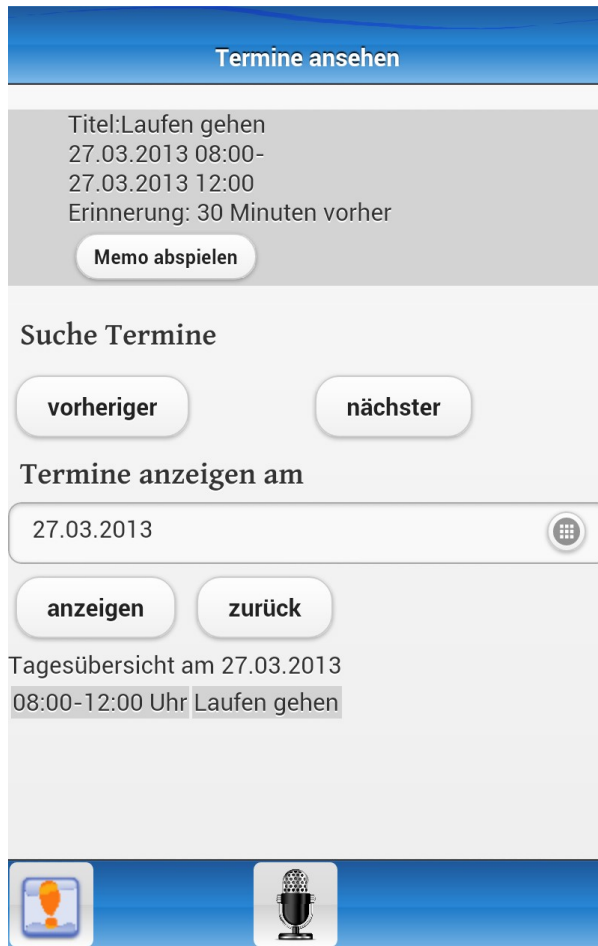 Termine ansehen
Titel:Laufen gehen
27.03.2013 08:00-
27.03.2013 12:00
Erinnerung: 30 Minuten vorher
Memo abspielen
Suche Termine
vorheriger nächster
Termine anzeigen am
27.03.2013
anzeigen zurück
Tagesübersicht am 27.03.2013
08:00-12:00 Uhr Laufen gehen